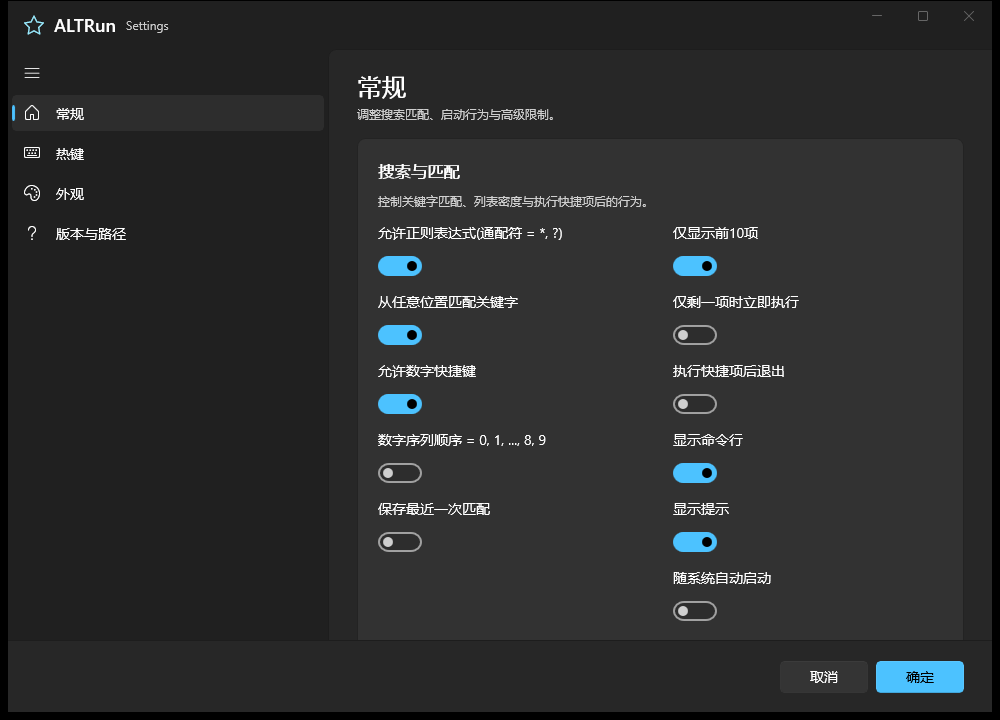 ALTRun Settings
常规
热键
外观
版本与路径
常规
调整搜索匹配、启动行为与高级限制。
搜索与匹配
控制关键字匹配、列表密度与执行快捷项后的行为。
允许正则表达式(通配符 = *, ?)
仅显示前10项
从任意位置匹配关键字
仅剩一项时立即执行
允许数字快捷键
执行快捷项后退出
数字序列顺序 = 0, 1, ..., 8, 9
显示命令行
保存最近一次匹配
显示提示
随系统自动启动
取消
确定